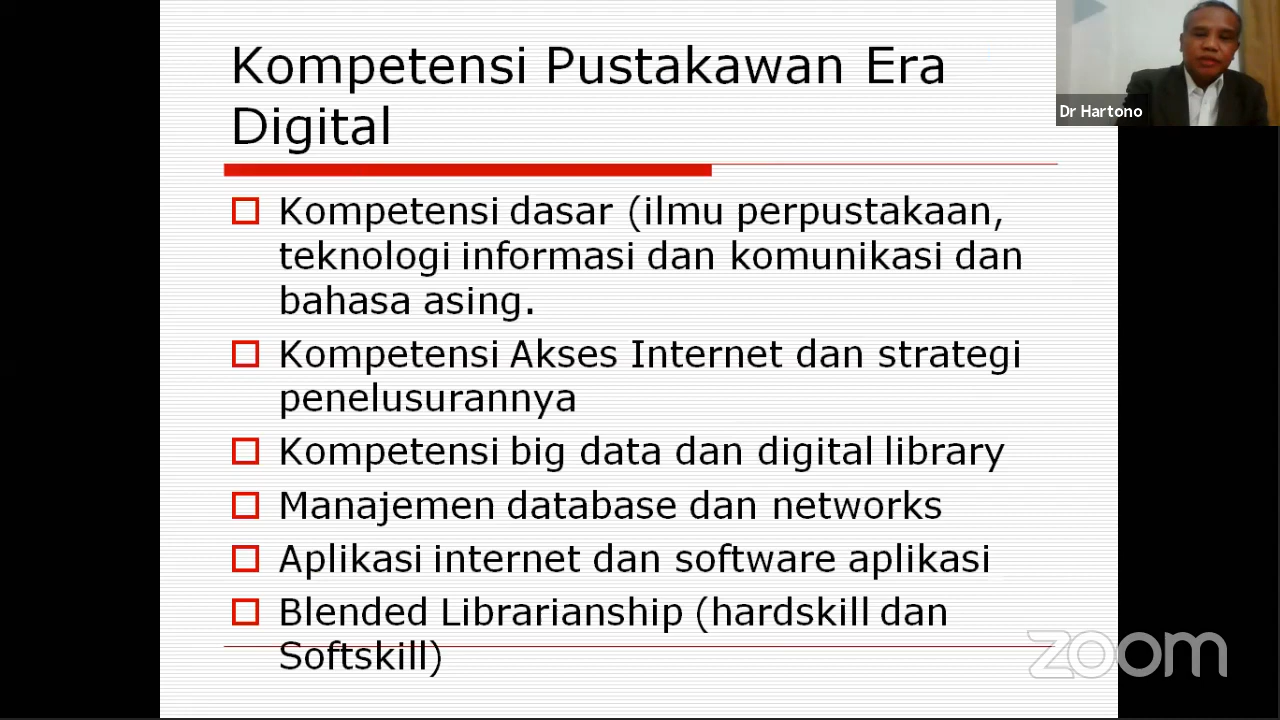 Kompetensi Pustakawan Era
Digital
Kompetensi dasar (ilmu perpustakaan,
teknologi informasi dan komunikasi dan
bahasa asing.
Kompetensi Akses Internet dan strategi
penelusurannya
Kompetensi big data dan digital library
Manajemen database dan networks
Aplikasi internet dan software aplikasi
Blended Librarianship (hardskill dan
Softskill)
Dr Hartono
zoom